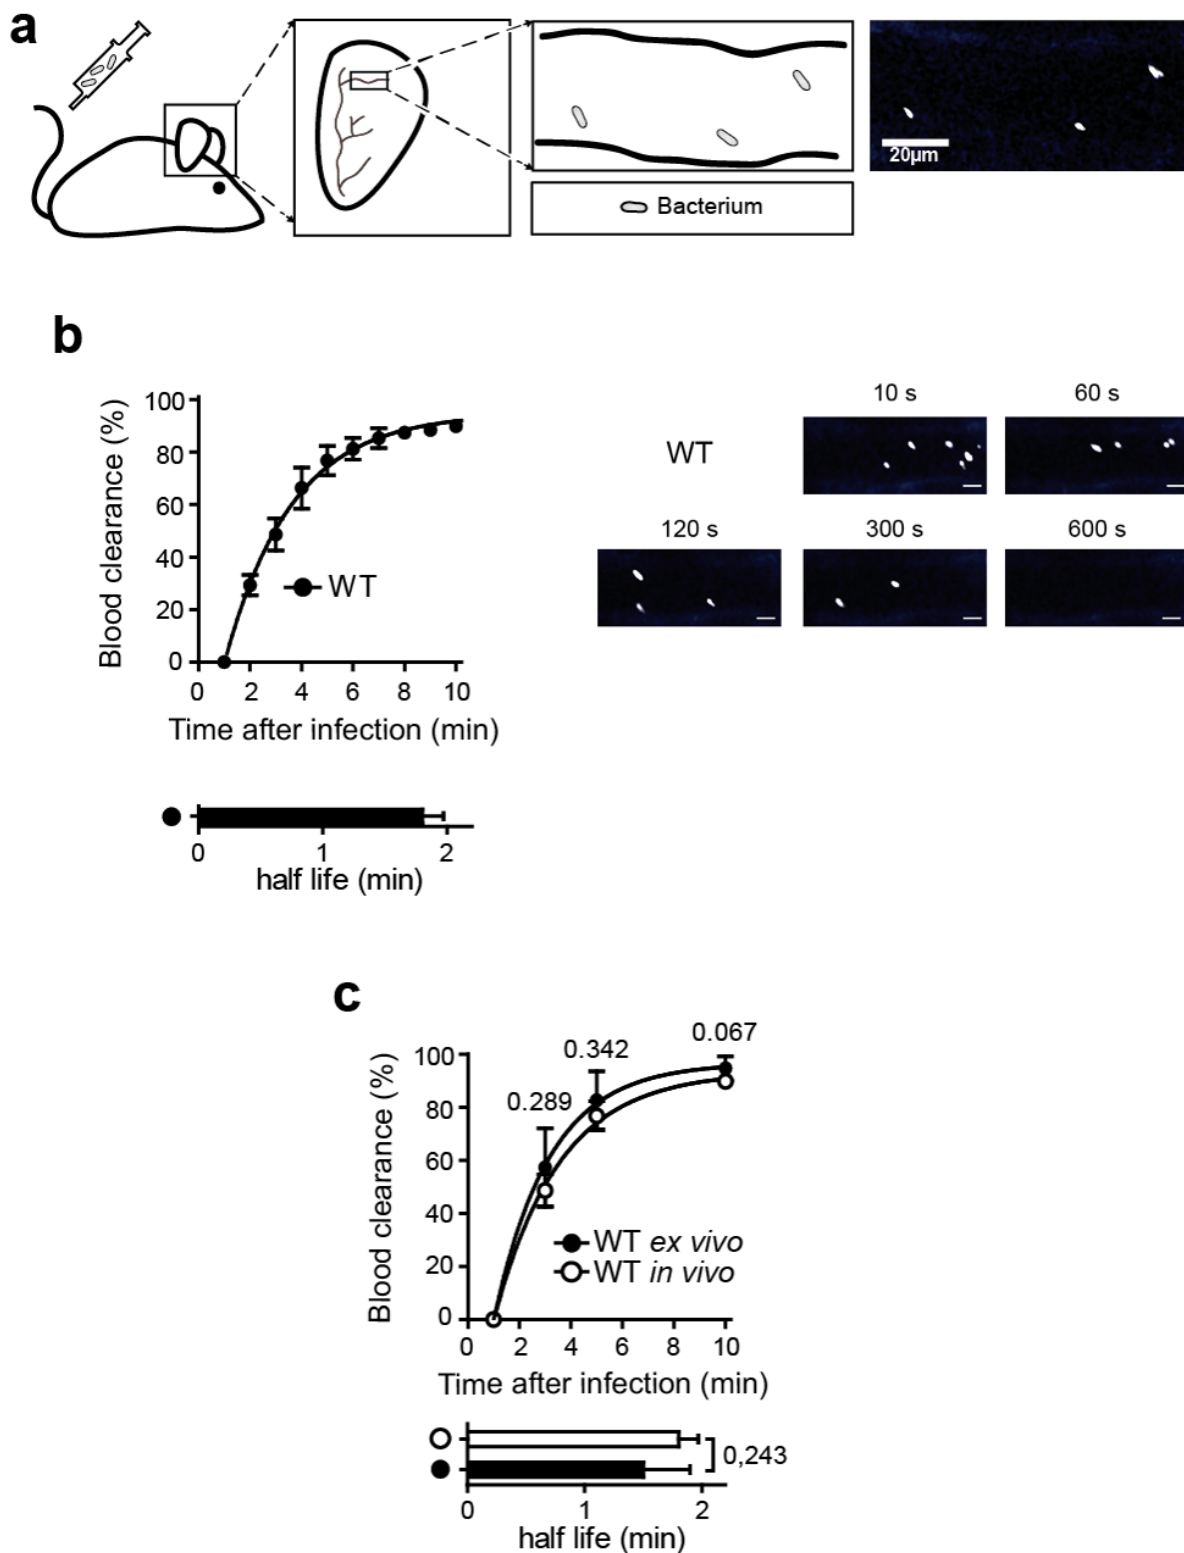 a
Bacterium
20µm
b
Blood clearance (%)
100
80
60
40
20
0
WT
0 2 4 6 8 10
Time after infection (min)
0 1 2
half life (min)
WT
10 s 60 s
120 s 300 s 600 s
c
Blood clearance (%)
100
80
60
40
20
0
0.289 0.342 0.067
WT ex vivo
WT in vivo
0 2 4 6 8 10
Time after infection (min)
0,243
0 1 2
half life (min)